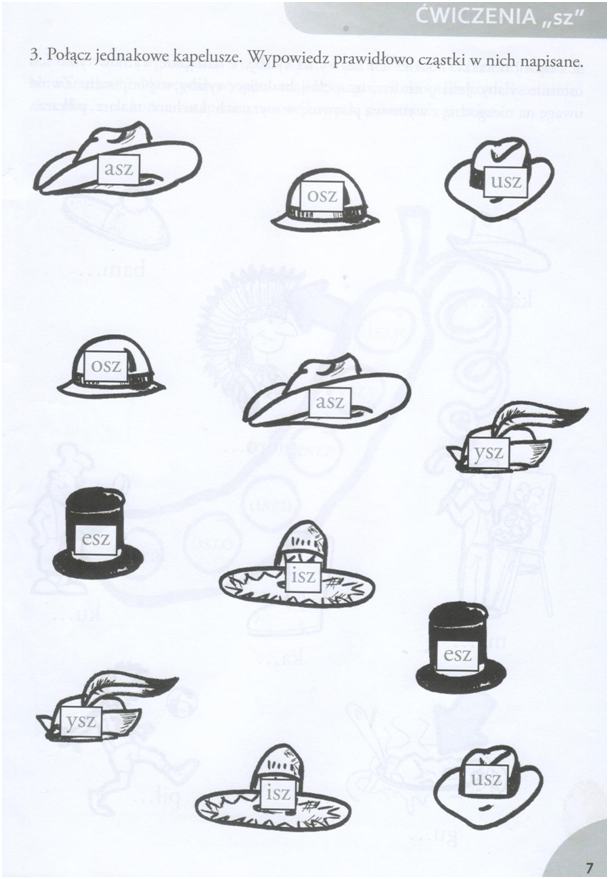 ĆWICZENIA „sz”
3. Połącz jednakowe kapelusze. Wypowiedz prawidłowo cząstki w nich napisane.
asz
osz
usz
osz
asz
ysz
esz
isz
esz
ysz
isz
usz
7